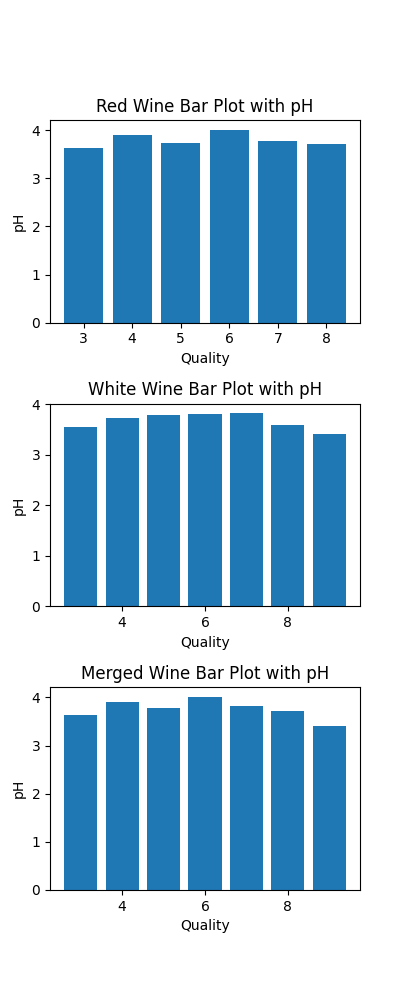 Red Wine Bar Plot with pH
4
3
2
1
0
pH
3 4 5 6 7 8
Quality
White Wine Bar Plot with pH
4
3
2
1
0
pH
4 6 8
Quality
Merged Wine Bar Plot with pH
4
3
2
1
0
pH
4 6 8
Quality